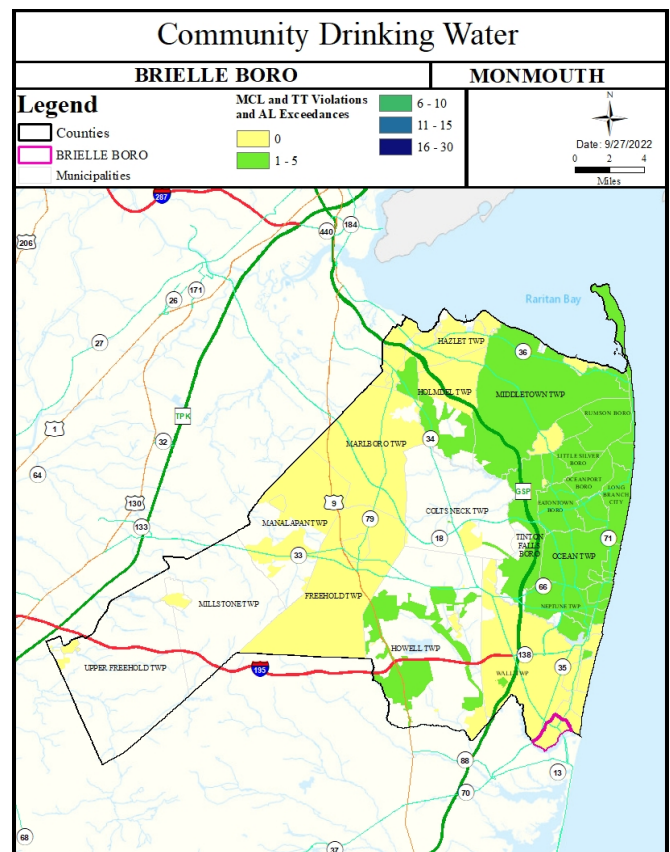 Community Drinking Water
BRIELLE BORO
MONMOUTH
Legend
Counties
BRIELLE BORO
Municipalities
MCL and TT Violations
and AL Exceedances
0
1 - 5
6 - 10
11 - 15
16 - 30
N
Date: 9/27/2022
0 2 4
Miles
287
206
440
184
171
26
27
Raritan Bay
HAZLET TWP
36
HOLMDEL TWP
MIDDLETOWN TWP
RUMSON BORO
TPK
1
32
34
MARLBORO TWP
LITTLE SILVER
BORO
OCEANPORT
BORO
64
130
9
GSP
LONG
BRANCH
CITY
EATONTOWN
BORO
133
MANALAPAN TWP
79
COLTS NECK TWP
18
TINTON
FALLS
BORO
71
33
OCEAN TWP
66
MILLSTONE TWP
FREEHOLD TWP
NEPTUNE TWP
HOWELL TWP
138
35
UPPER FREEHOLD TWP
195
WALL TWP
88
13
70
68
37